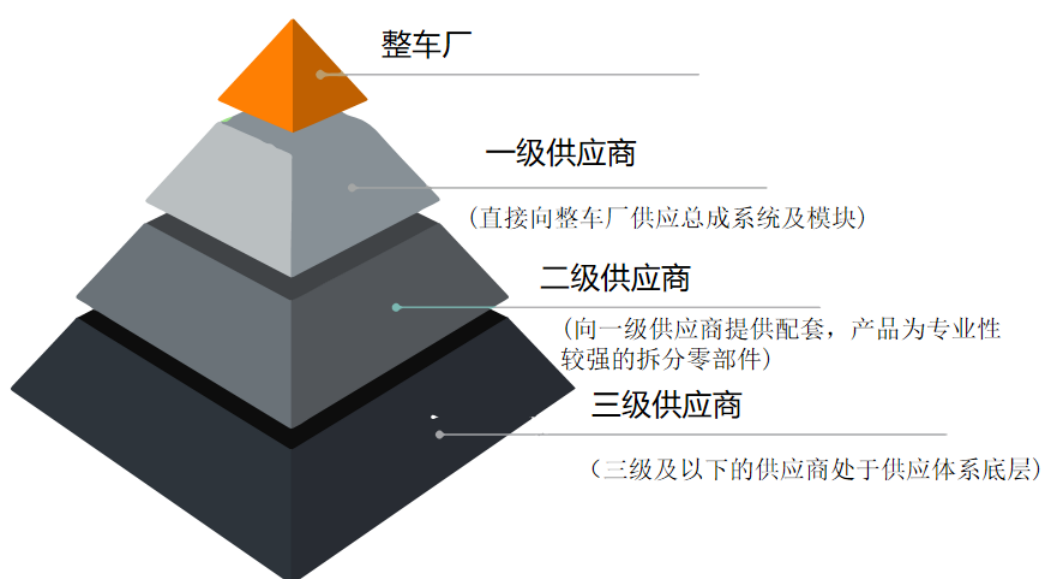 整车厂
一级供应商
(直接向整车厂供应总成系统及模块)
二级供应商
(向一级供应商提供配套，产品为专业性
较强的拆分零部件)
三级供应商
（三级及以下的供应商处于供应体系底层)